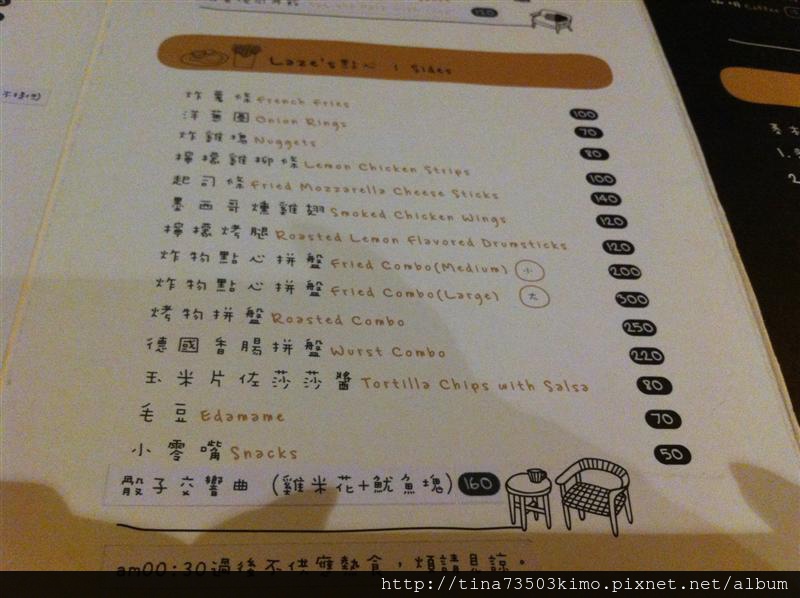 120
Laze's點心 | Sides
炸薯條 French Fries 100
洋蔥圈 Onion Rings 70
炸雞塊 Nuggets 80
檸檬雞柳條 Lemon Chicken Strips 100
起司條 Fried Mozzarella Cheese Sticks 140
墨西哥燻雞翅 Smoked Chicken Wings 120
檸檬烤腿 Roasted Lemon Flavored Drumsticks 120
炸物點心拼盤 Fried Combo(Medium) 小 200
炸物點心拼盤 Fried Combo(Large) 大 300
烤物拼盤 Roasted Combo 250
德國香腸拼盤 Wurst Combo 220
玉米片佐莎莎醬 Tortilla Chips with Salsa 80
毛豆 Edamame 70
小零嘴 Snacks 50
骰子交響曲 (雞米花+魷魚塊) 160
am00:30過後不供應熱食，煩請見諒。
1.
2.
http://tina73503kimo.pixnet.net/album